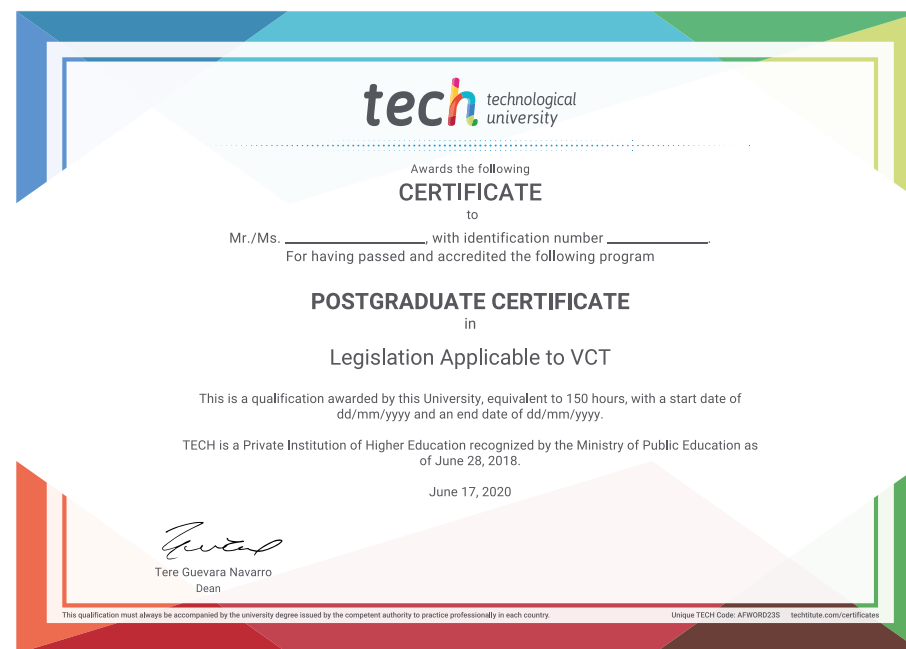 tech technological
university
Awards the following
CERTIFICATE
to
Mr./Ms. ____________________, with identification number ______________.
For having passed and accredited the following program
POSTGRADUATE CERTIFICATE
in
Legislation Applicable to VCT
This is a qualification awarded by this University, equivalent to 150 hours, with a start date of
dd/mm/yyyy and an end date of dd/mm/yyyy.
TECH is a Private Institution of Higher Education recognized by the Ministry of Public Education as
of June 28, 2018.
June 17, 2020
Tere Guevara Navarro
Dean
This qualification must always be accompanied by the university degree issued by the competent authority to practice professionally in each country.
Unique TECH Code: AFWORD23S techtitute.com/certificates